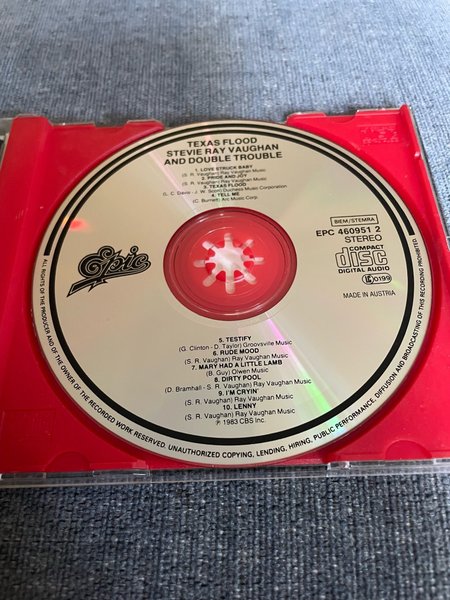 TEXAS FLOOD
STEVIE RAY VAUGHAN
AND DOUBLE TROUBLE
1. LOVE STRUCK BABY
(S. R. Vaughan) Ray Vaughan Music
2. PRIDE AND JOY
(S. R. Vaughan) Ray Vaughan Music
3. TEXAS FLOOD
(L. C. Davis - J. W. Scott) Duchess Music Corporation
4. TELL ME
(C. Burnett) Arc Music Corp.
Epic
BIEM/STEMRA
EPC 460951 2
STEREO
COMPACT
disc
DIGITAL AUDIO
LC 0199
MADE IN AUSTRIA
5. TESTIFY
(G. Clinton - D. Taylor) Groovsville Music
6. RUDE MOOD
(S. R. Vaughan) Ray Vaughan Music
7. MARY HAD A LITTLE LAMB
(B. Guy) Olwen Music
8. DIRTY POOL
(D. Bramhall - S. R. Vaughan) Ray Vaughan Music
9. I'M CRYIN'
(S. R. Vaughan) Ray Vaughan Music
10. LENNY
(S. R. Vaughan) Ray Vaughan Music
℗ 1983 CBS Inc.
ALL RIGHTS OF THE PRODUCER AND OF THE OWNER OF THE RECORDED WORK RESERVED. UNAUTHORIZED COPYING, LENDING, HIRING, PUBLIC PERFORMANCE, DIFFUSION AND BROADCASTING OF THIS RECORDING PROHIBITED.